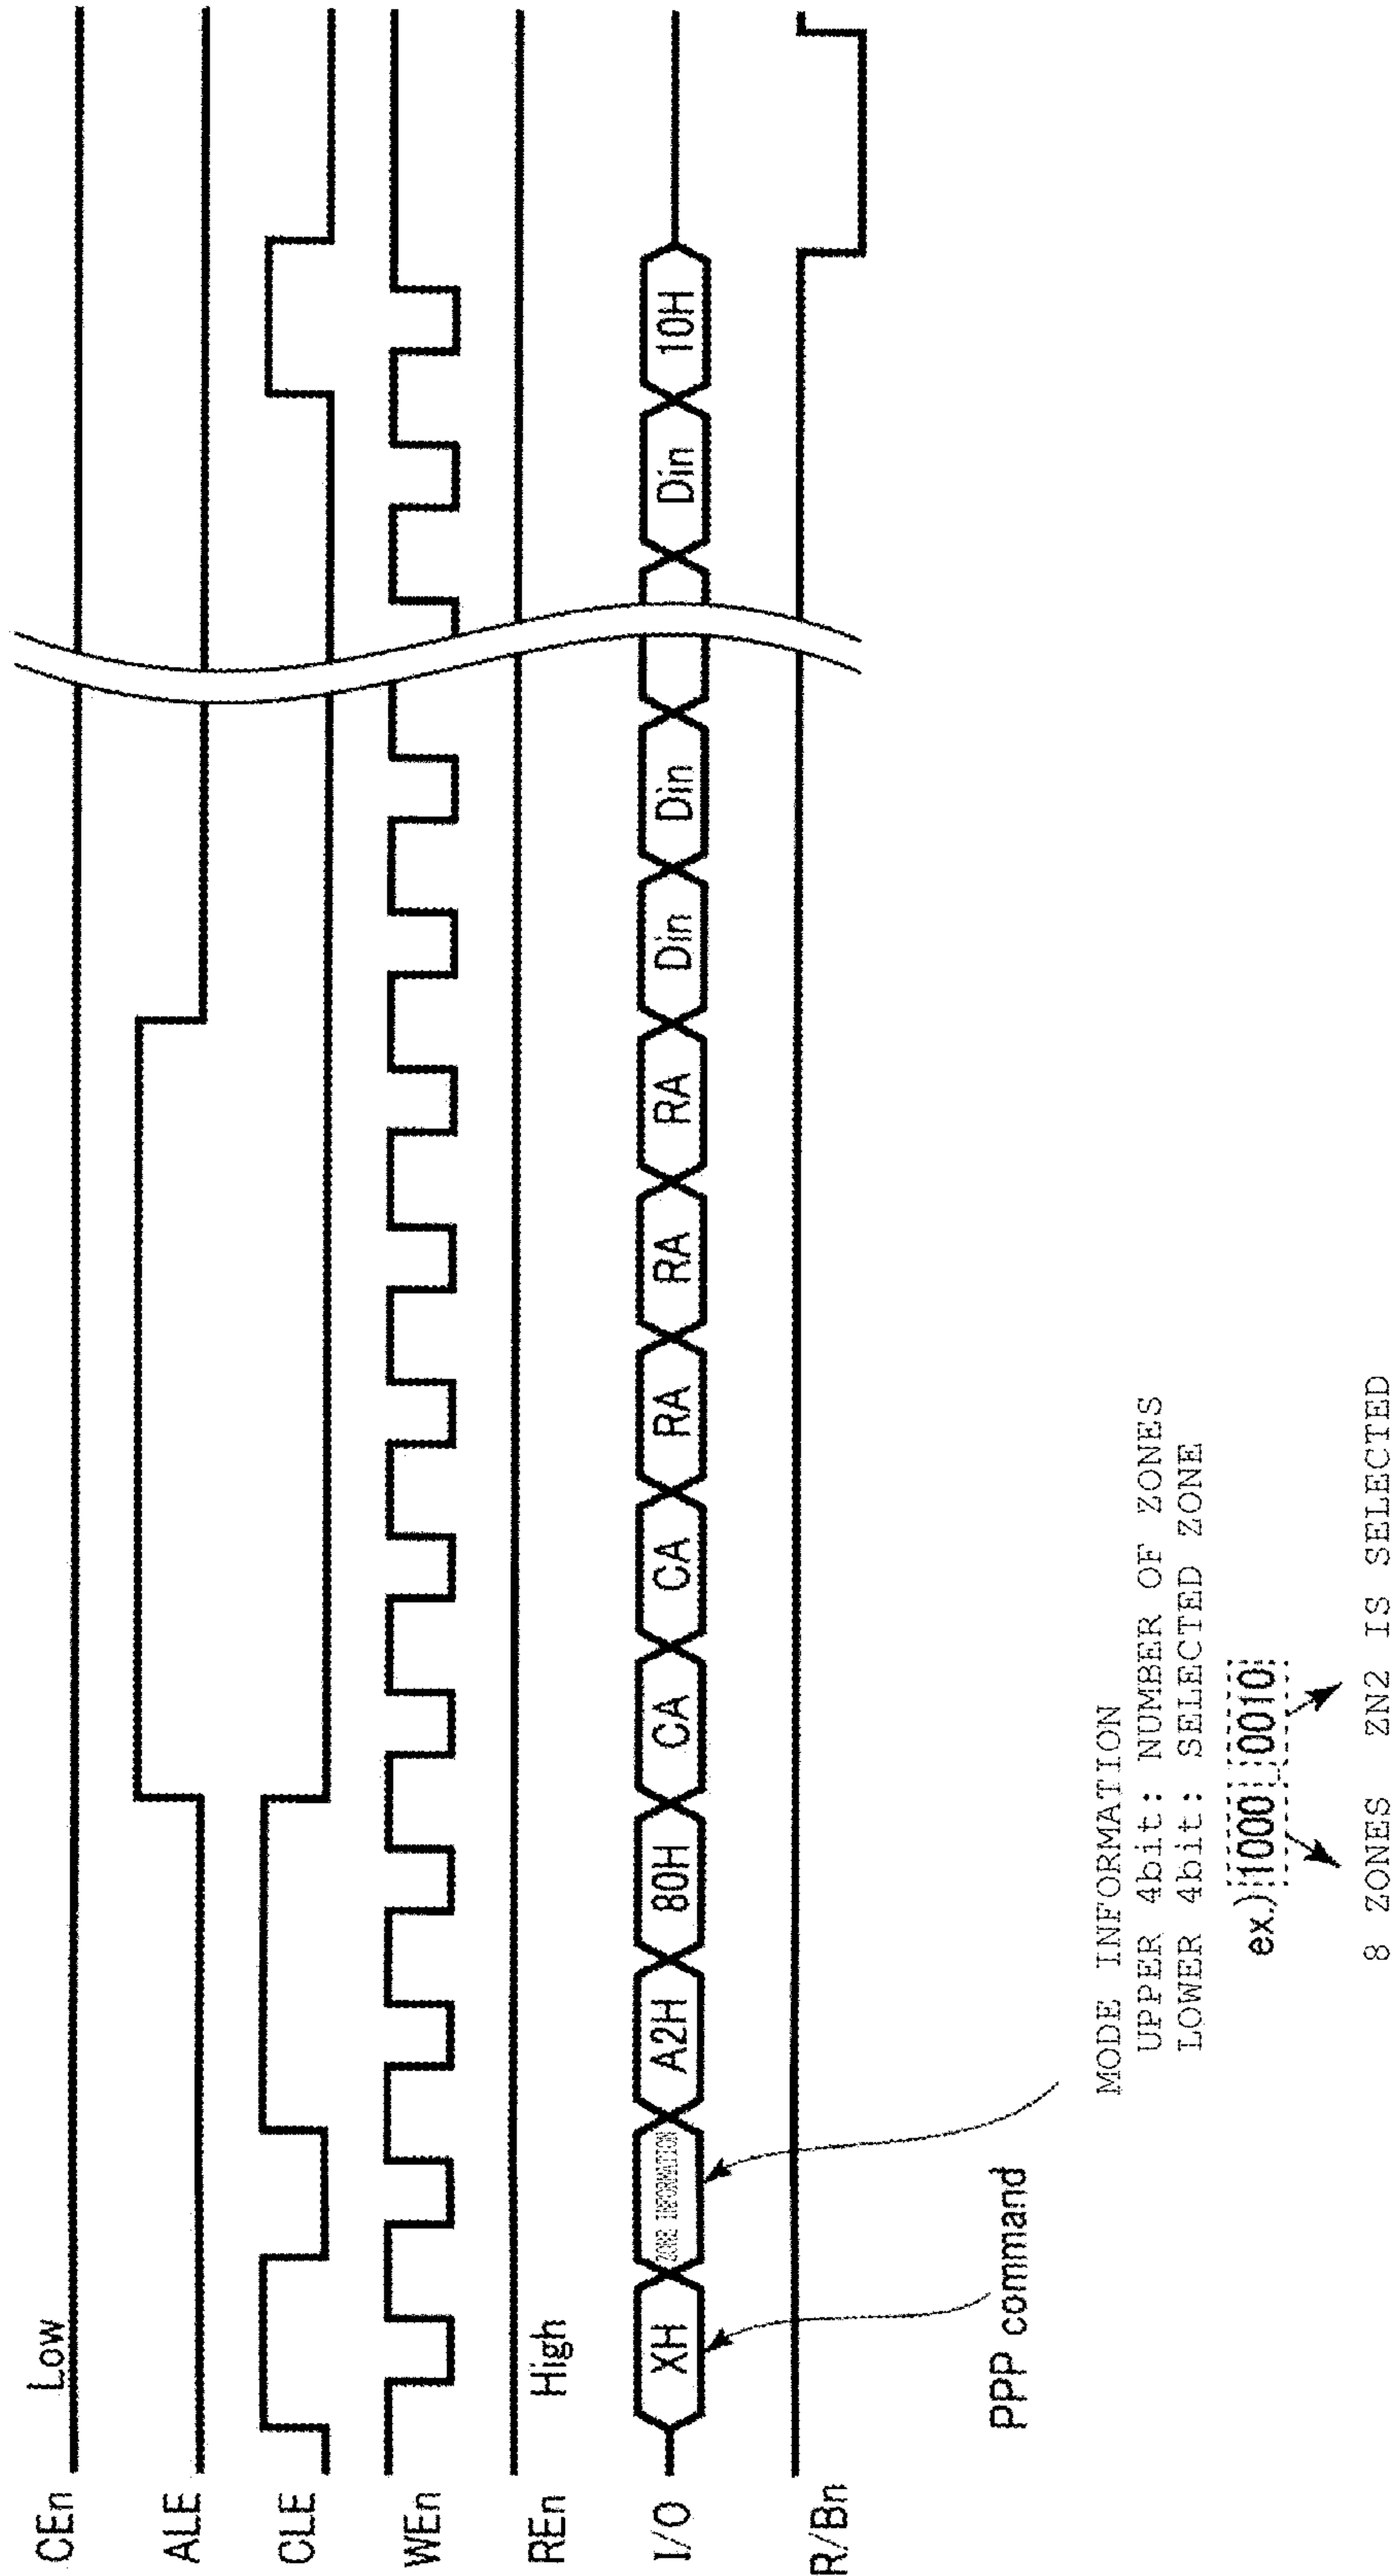 CEn Low
ALE
CLE
WEn
REn High
I/O XH ZONE INFORMATION A2H 80H CA CA RA RA RA Din Din Din 10H
R/Bn
PPP command
MODE INFORMATION
UPPER 4bit: NUMBER OF ZONES
LOWER 4bit: SELECTED ZONE
ex.) 1000 0010
8 ZONES ZN2 IS SELECTED